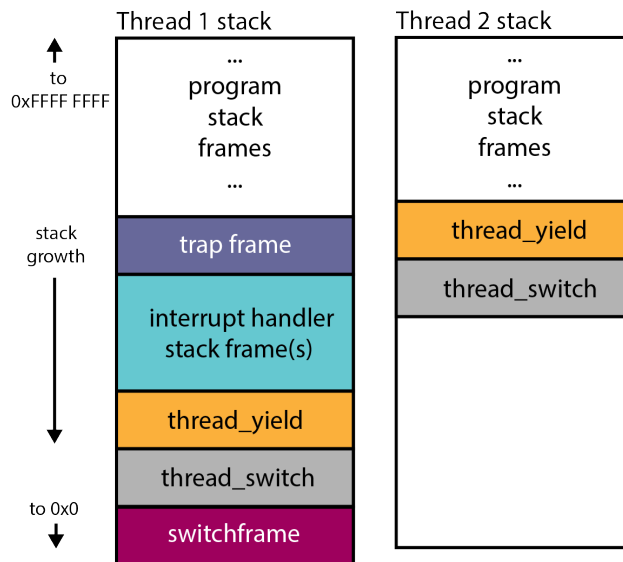 Thread 1 stack
Thread 2 stack
to
0xFFFF FFFF
stack
growth
to 0x0
...
program
stack
frames
...
trap frame
interrupt handler
stack frame(s)
thread_yield
thread_switch
switchframe
...
program
stack
frames
...
thread_yield
thread_switch